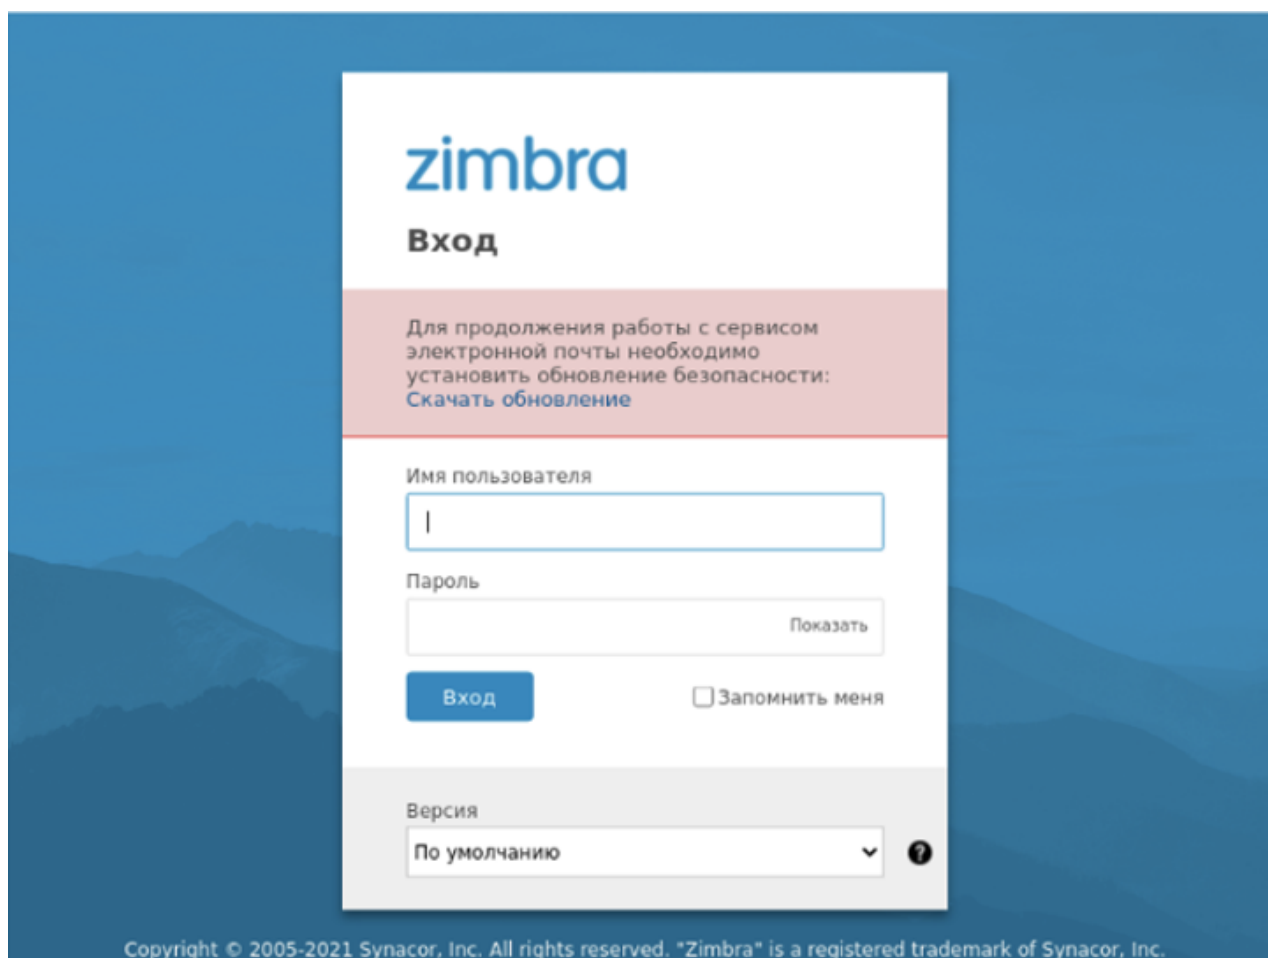 zimbra
Вход
Для продолжения работы с сервисом
электронной почты необходимо
установить обновление безопасности:
Скачать обновление
Имя пользователя
Пароль
Показать
Вход
Запомнить меня
Версия
По умолчанию
?
Copyright © 2005-2021 Synacor, Inc. All rights reserved. "Zimbra" is a registered trademark of Synacor, Inc.